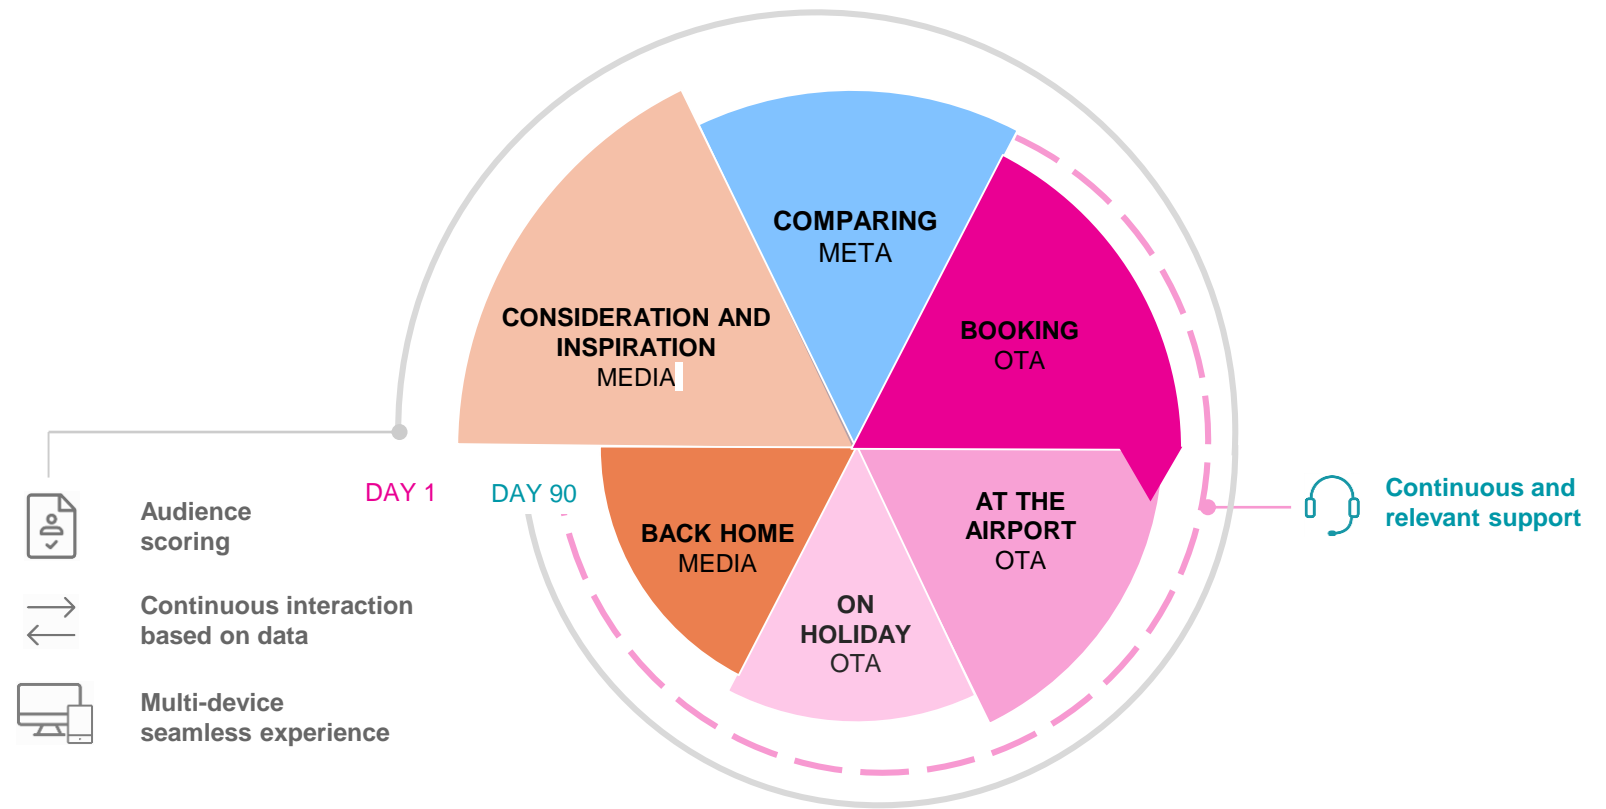 COMPARING
META
CONSIDERATION AND
INSPIRATION
MEDIA
BOOKING
OTA
DAY 1
DAY 90
AT THE
AIRPORT
OTA
BACK HOME
MEDIA
ON
HOLIDAY
OTA
Audience
scoring
Continuous interaction
based on data
Multi-device
seamless experience
Continuous and
relevant support